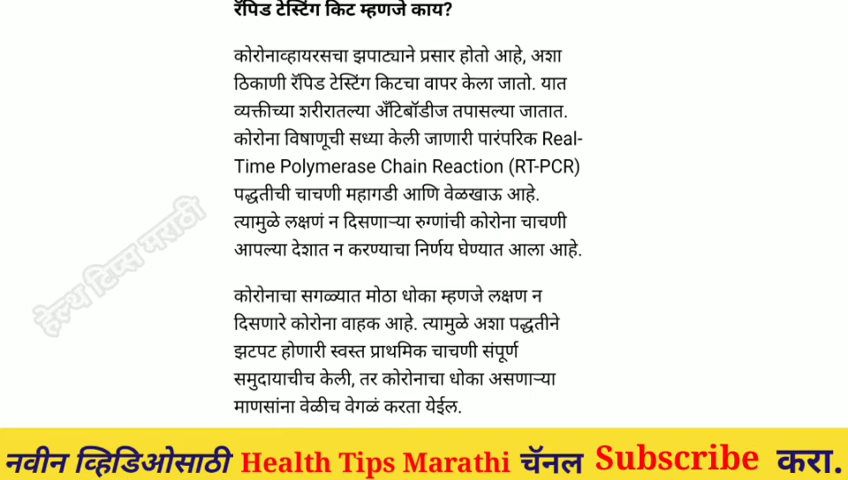 रॅपिड टेस्टिंग किट म्हणजे काय?
कोरोनाव्हायरसचा झपाट्याने प्रसार होतो आहे, अशा
ठिकाणी रॅपिड टेस्टिंग किटचा वापर केला जातो. यात
व्यक्तीच्या शरीरातल्या अँटिबॉडीज तपासल्या जातात.
कोरोना विषाणूची सध्या केली जाणारी पारंपरिक Real-
Time Polymerase Chain Reaction (RT-PCR)
पद्धतीची चाचणी महागडी आणि वेळखाऊ आहे.
त्यामुळे लक्षणं न दिसणाऱ्या रुग्णांची कोरोना चाचणी
आपल्या देशात न करण्याचा निर्णय घेण्यात आला आहे.
कोरोनाचा सगळ्यात मोठा धोका म्हणजे लक्षण न
दिसणारे कोरोना वाहक आहे. त्यामुळे अशा पद्धतीने
झटपट होणारी स्वस्त प्राथमिक चाचणी संपूर्ण
समुदायाचीच केली, तर कोरोनाचा धोका असणाऱ्या
माणसांना वेळीच वेगळं करता येईल.
हेल्थ टिप्स मराठी
नवीन व्हिडिओसाठी Health Tips Marathi चॅनल Subscribe करा.